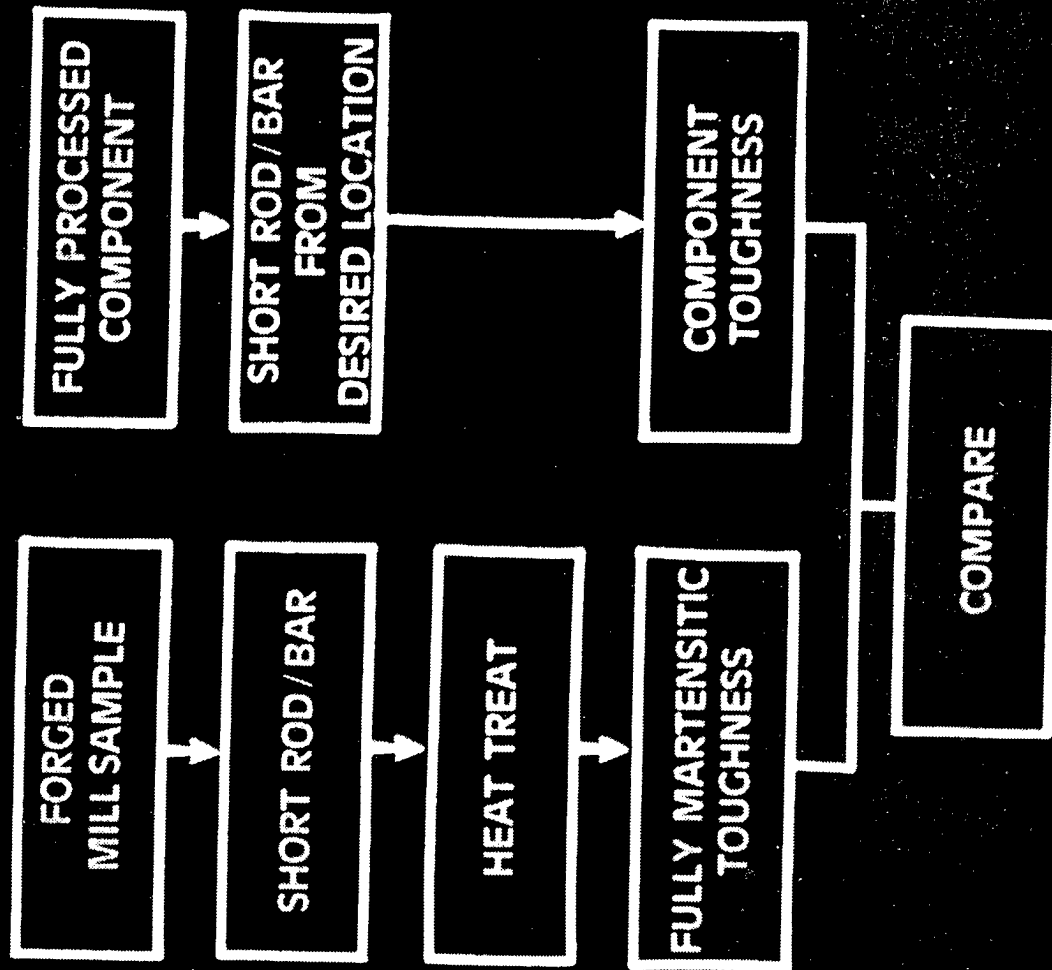 FORGED
MILL SAMPLE
SHORT ROD/BAR
HEAT TREAT
FULLY MARTENSITIC
TOUGHNESS
FULLY PROCESSED
COMPONENT
SHORT ROD/BAR
FROM
DESIRED LOCATION
COMPONENT
TOUGHNESS
COMPARE